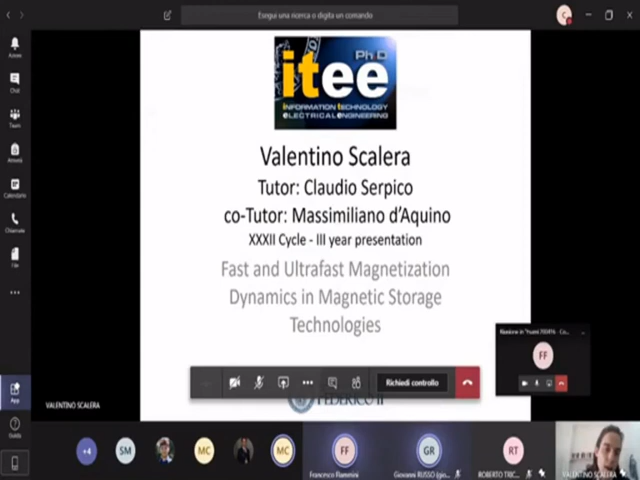 Esegui una ricerca o digita un comando
C
Chat
Team
Attività
Calendario
Chiamate
File
App
Guida
Ph D
itee
INFORMATION TECHNOLOGY
ELECTRICAL ENGINEERING
Valentino Scalera
Tutor: Claudio Serpico
co-Tutor: Massimiliano d'Aquino
XXXII Cycle - III year presentation
Fast and Ultrafast Magnetization
Dynamics in Magnetic Storage
Technologies
FF
Richiedi controllo
FEDERICO II
VALENTINO SCALERA
+4
SM
MC
MC
FF
GR
RT
Francesco Flammini
Giovanni RUSSO
VALENTINO SCALERA